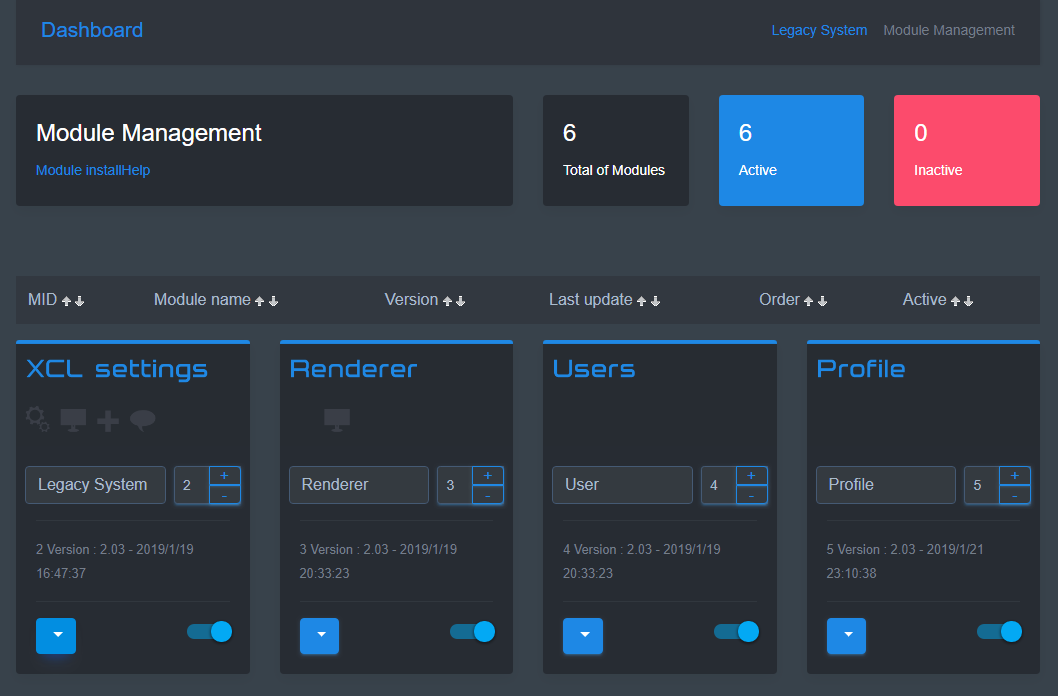 Dashboard
Legacy System Module Management
Module Management
Module installHelp
6
Total of Modules
6
Active
0
Inactive
MID Module name Version Last update Order Active
XCL settings
Legacy System 2 + -
2 Version : 2.03 - 2019/1/19
16:47:37
Renderer
Renderer 3 + -
3 Version : 2.03 - 2019/1/19
20:33:23
Users
User 4 + -
4 Version : 2.03 - 2019/1/19
20:33:23
Profile
Profile 5 + -
5 Version : 2.03 - 2019/1/21
23:10:38